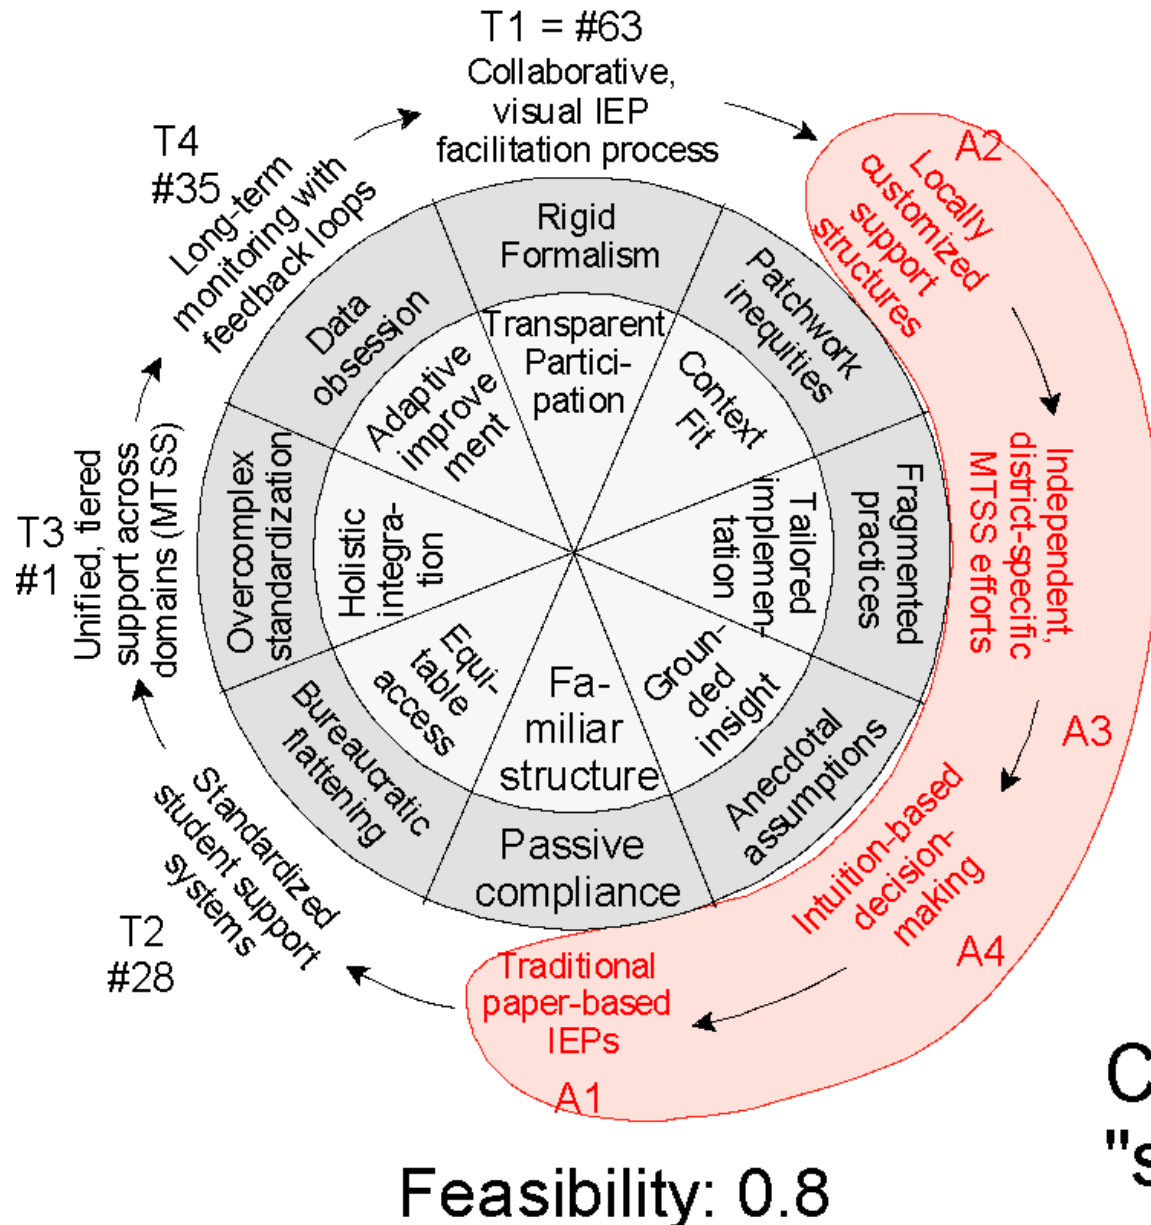 T1 = #63
Collaborative,
visual IEP
facilitation process
A2
Locally
customized
support
structures
Independent,
district-specific
MTSS efforts
A3
Intuition-based
decision-
making
A4
Traditional
paper-based
IEPs
A1
Standardized
student support
systems
T2
#28
Unified, tiered
support across
domains (MTSS)
T3
#1
Long-term
monitoring with
feedback loops
T4
#35
Rigid
Formalism
Patchwork
inequities
Fragmented
practices
Anecdotal
assumptions
Passive
compliance
Bureaucratic
flattening
Overcomplex
standardization
Data
obsession
Transparent
Partici-
pation
Context
Fit
Tailored
implemen-
tation
Groun-
ded
insight
Fa-
miliar
structure
Equi-
table
access
Holistic
integra-
tion
Adaptive
improve
ment
Feasibility: 0.8